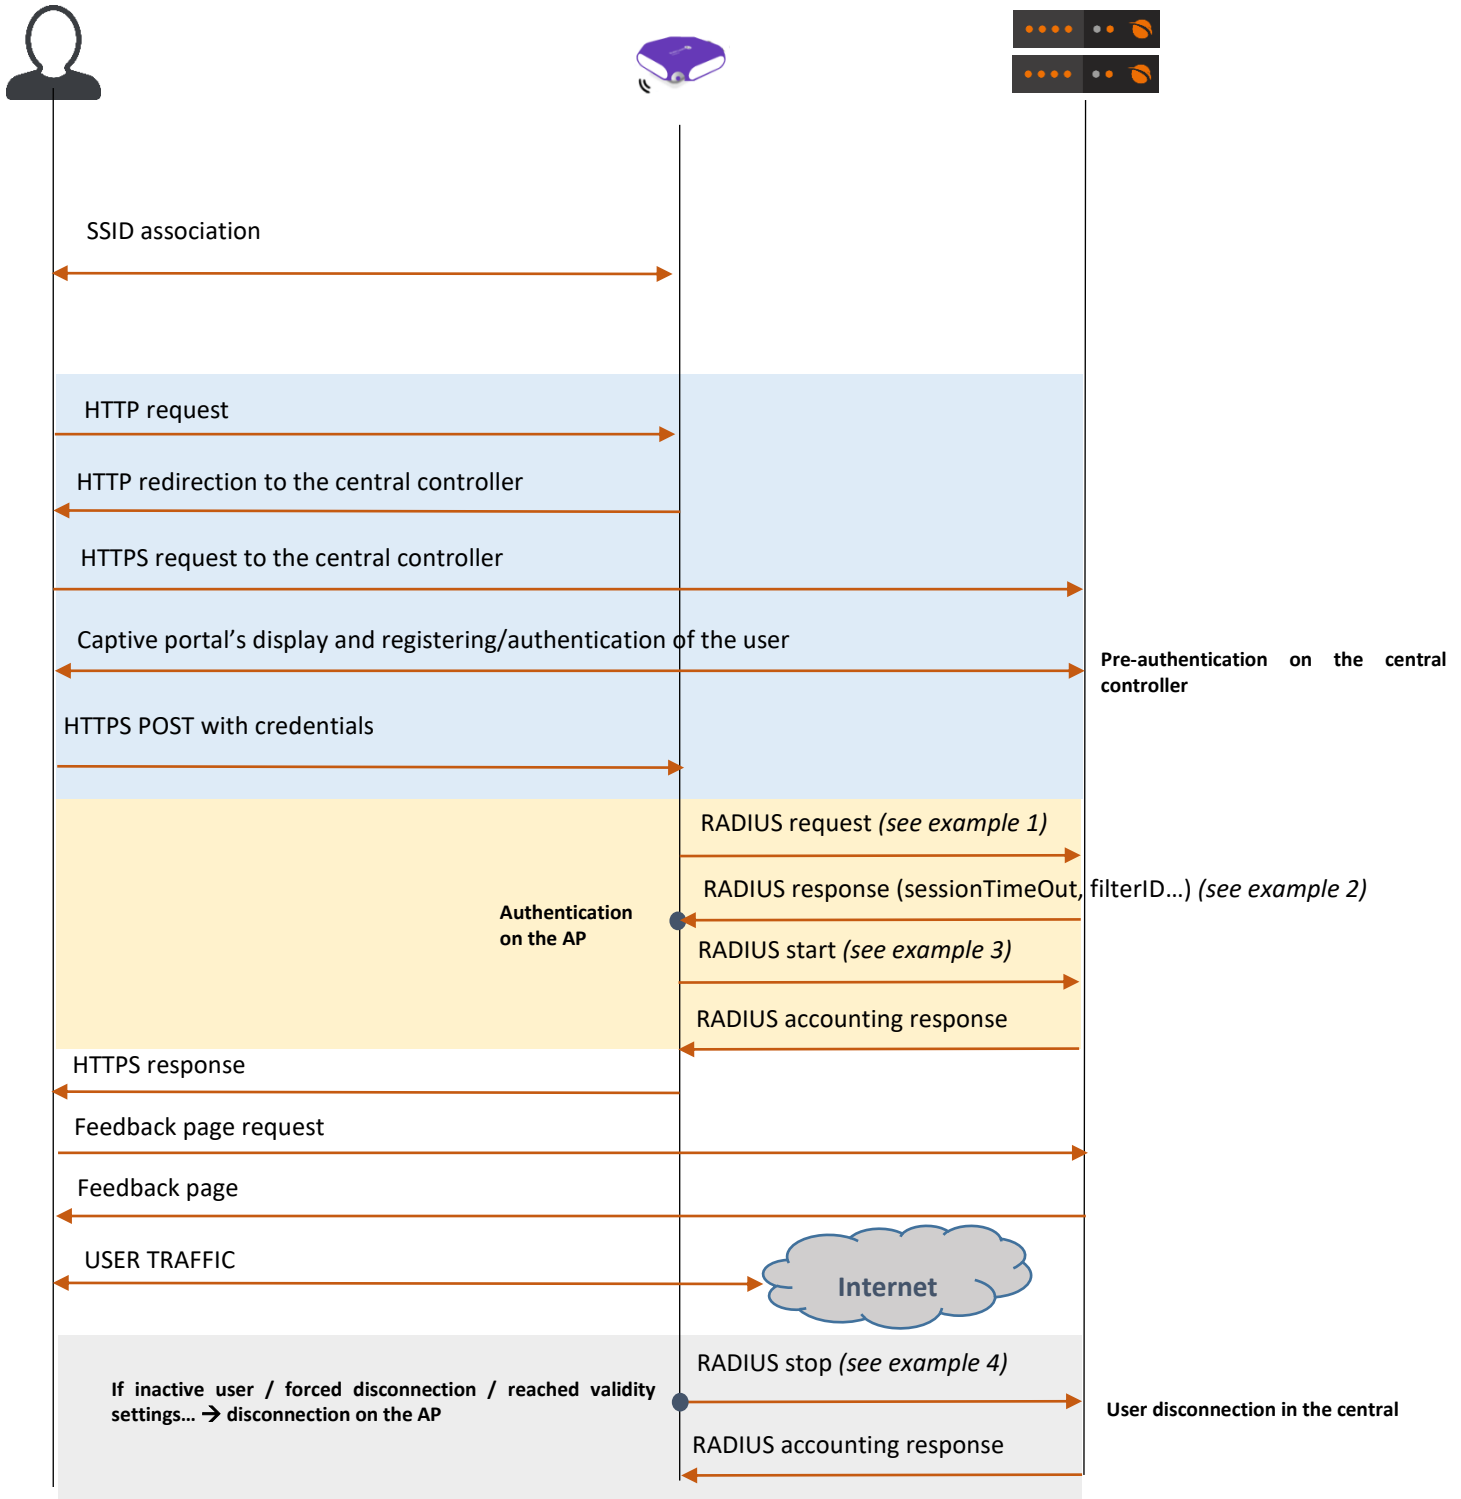 SSID association
HTTP request
HTTP redirection to the central controller
HTTPS request to the central controller
Captive portal’s display and registering/authentication of the user
Pre-authentication on the central
controller
HTTPS POST with credentials
RADIUS request (see example 1)
RADIUS response (sessionTimeOut, filterID…) (see example 2)
Authentication
on the AP
RADIUS start (see example 3)
RADIUS accounting response
HTTPS response
Feedback page request
Feedback page
USER TRAFFIC
Internet
RADIUS stop (see example 4)
If inactive user / forced disconnection / reached validity
settings… → disconnection on the AP
User disconnection in the central
RADIUS accounting response